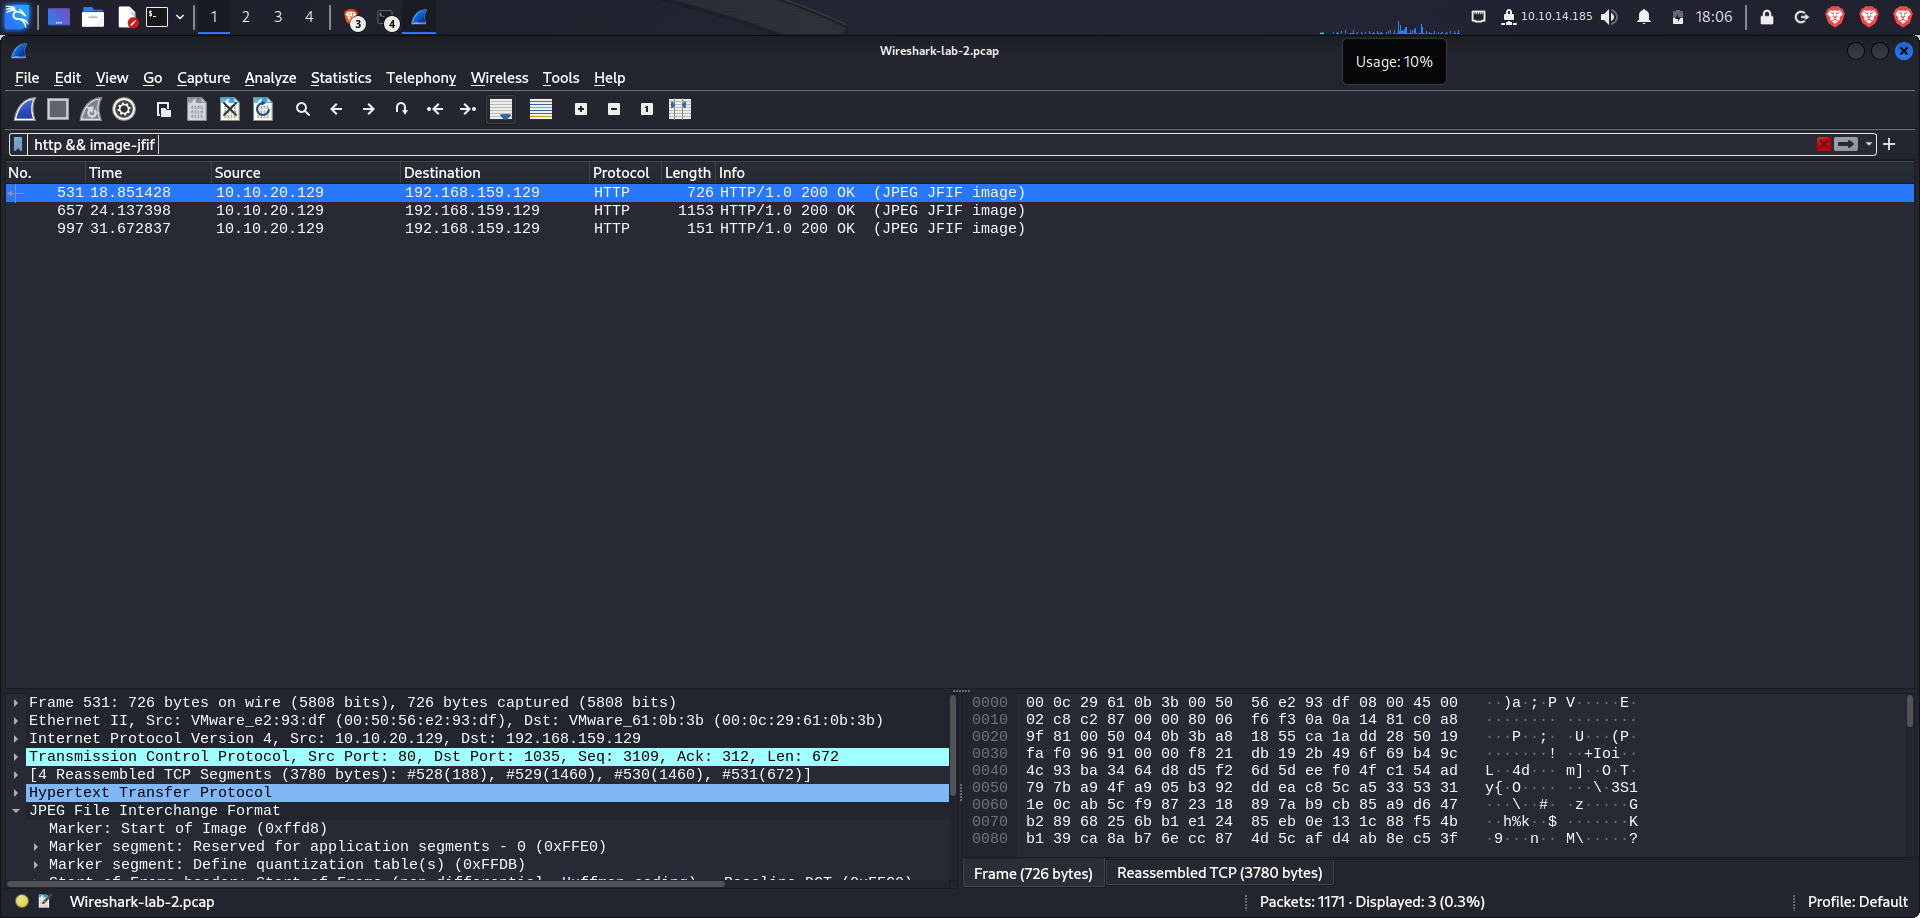 1 2 3 4 3 4 10.10.14.185 18:06
Wireshark-lab-2.pcap
Usage: 10%
File Edit View Go Capture Analyze Statistics Telephony Wireless Tools Help
http && image-jfif
No. Time Source Destination Protocol Length Info
531 18.851428 10.10.20.129 192.168.159.129 HTTP 726 HTTP/1.0 200 OK (JPEG JFIF image)
657 24.137398 10.10.20.129 192.168.159.129 HTTP 1153 HTTP/1.0 200 OK (JPEG JFIF image)
997 31.672837 10.10.20.129 192.168.159.129 HTTP 151 HTTP/1.0 200 OK (JPEG JFIF image)
Frame 531: 726 bytes on wire (5808 bits), 726 bytes captured (5808 bits)
Ethernet II, Src: VMware_e2:93:df (00:50:56:e2:93:df), Dst: VMware_61:0b:3b (00:0c:29:61:0b:3b)
Internet Protocol Version 4, Src: 10.10.20.129, Dst: 192.168.159.129
Transmission Control Protocol, Src Port: 80, Dst Port: 1035, Seq: 3109, Ack: 312, Len: 672
[4 Reassembled TCP Segments (3780 bytes): #528(188), #529(1460), #530(1460), #531(672)]
Hypertext Transfer Protocol
JPEG File Interchange Format
Marker: Start of Image (0xffd8)
Marker segment: Reserved for application segments - 0 (0xFFE0)
Marker segment: Define quantization table(s) (0xFFDB)
0000 00 0c 29 61 0b 3b 00 50 56 e2 93 df 08 00 45 00 ··)a·;·P V·····E·
0010 02 c8 c2 87 00 00 80 06 f6 f3 0a 0a 14 81 c0 a8 ········ ········
0020 9f 81 00 50 04 0b 3b a8 18 55 ca 1a dd 28 50 19 ···P··;· ·U···(P·
0030 fa f0 96 91 00 00 f8 21 db 19 2b 49 6f 69 b4 9c ·······! ··+Ioi··
0040 4c 93 ba 34 64 d8 d5 f2 6d 5d ee f0 4f c1 54 ad L··4d··· m]··O·T·
0050 79 7b a9 4f a9 05 b3 92 dd ea c8 5c a5 33 53 31 y{·O···· ···\·3S1
0060 1e 0c ab 5c f9 87 23 18 89 7a b9 cb 85 a9 d6 47 ···\··#· ·z·····G
0070 b2 89 68 25 6b b1 e1 24 85 eb 0e 13 1c 88 f5 4b ··h%k··$ ·······K
0080 b1 39 ca 8a b7 6e cc 87 4d 5c af d4 ab 8e c5 3f ·9···n·· M\·····?
Frame (726 bytes) Reassembled TCP (3780 bytes)
Wireshark-lab-2.pcap Packets: 1171 · Displayed: 3 (0.3%) Profile: Default